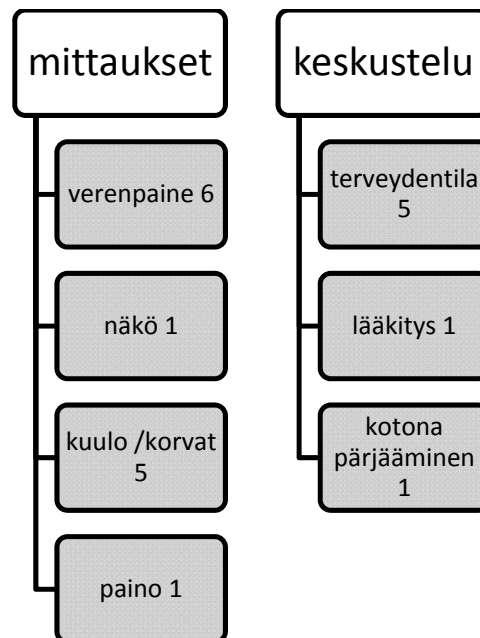 mittaukset
verenpaine 6
näkö 1
kuulo /korvat
5
paino 1
keskustelu
terveydentila
5
lääkitys 1
kotona
pärjääminen
1